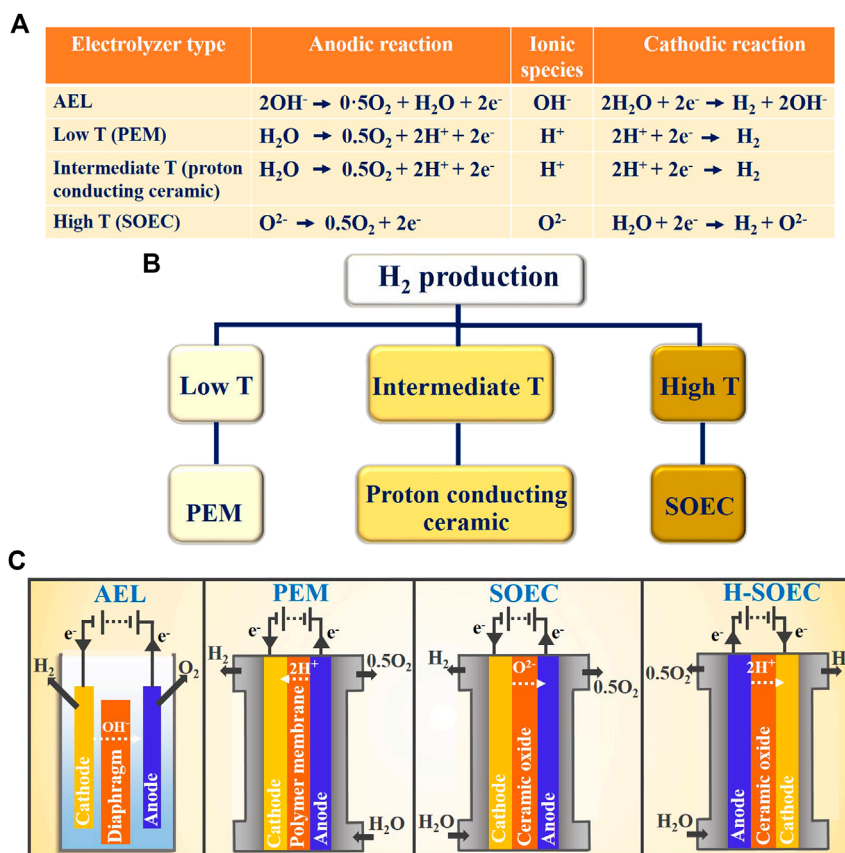 A
Electrolyzer type Anodic reaction Ionic species Cathodic reaction
AEL 2OH⁻ → 0·5O₂ + H₂O + 2e⁻ OH⁻ 2H₂O + 2e⁻ → H₂ + 2OH⁻
Low T (PEM) H₂O → 0.5O₂ + 2H⁺ + 2e⁻ H⁺ 2H⁺ + 2e⁻ → H₂
Intermediate T (proton conducting ceramic) H₂O → 0.5O₂ + 2H⁺ + 2e⁻ H⁺ 2H⁺ + 2e⁻ → H₂
High T (SOEC) O²⁻ → 0.5O₂ + 2e⁻ O²⁻ H₂O + 2e⁻ → H₂ + O²⁻
B
H₂ production
Low T Intermediate T High T
PEM Proton conducting ceramic SOEC
C
AEL
e⁻ e⁻
H₂ O₂
OH⁻
Cathode
Diaphragm
Anode
PEM
e⁻ e⁻
H₂ 2H⁺ 0.5O₂
Cathode
Polymer membrane
Anode
H₂O
SOEC
e⁻ e⁻
H₂ O²⁻ 0.5O₂
Cathode
Ceramic oxide
Anode
H₂O
H-SOEC
e⁻ e⁻
0.5O₂ 2H⁺ H
Anode
Ceramic oxide
Cathode
H₂O